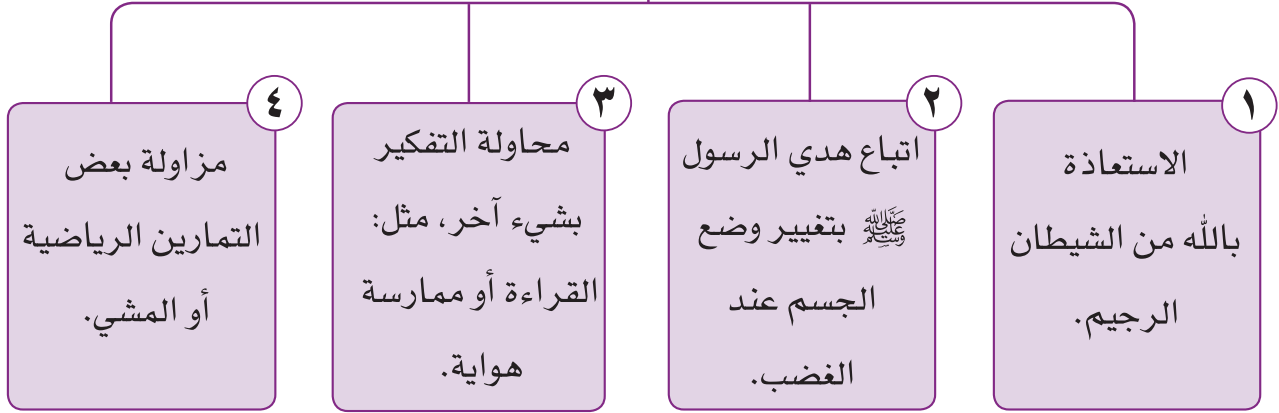 ١
الاستعاذة
بالله من الشيطان
الرجيم.
٢
اتباع هدي الرسول
ﷺ بتغيير وضع
الجسم عند
الغضب.
٣
محاولة التفكير
بشيء آخر، مثل:
القراءة أو ممارسة
هواية.
٤
مزاولة بعض
التمارين الرياضية
أو المشي.